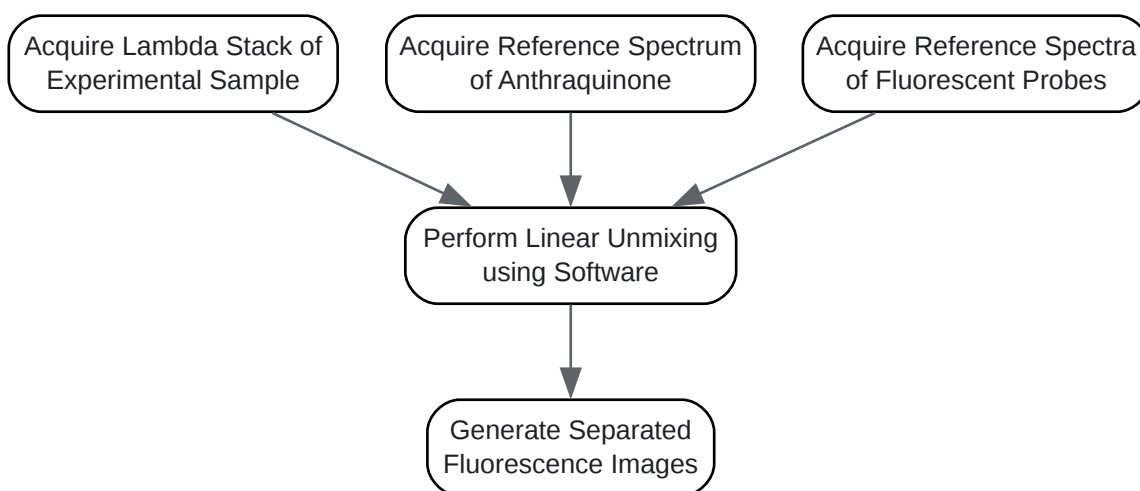 Acquire Lambda Stack of
Experimental Sample
Acquire Reference Spectrum
of Anthraquinone
Acquire Reference Spectra
of Fluorescent Probes
Perform Linear Unmixing
using Software
Generate Separated
Fluorescence Images